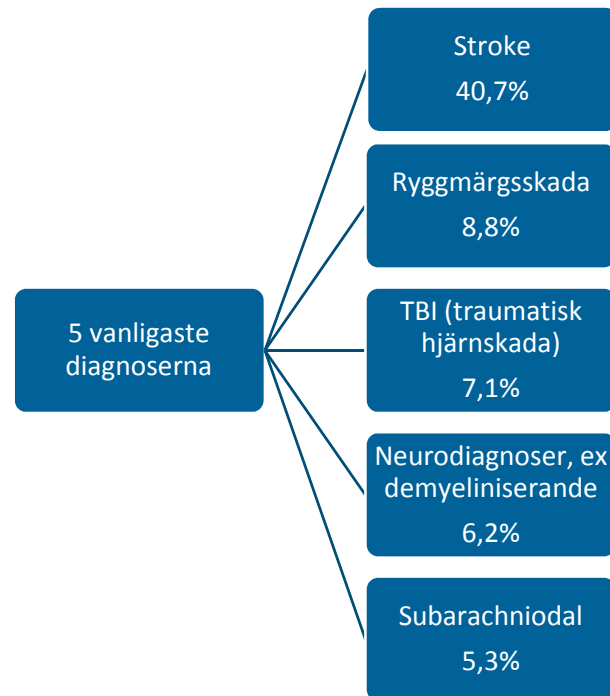 Stroke
40,7%
Ryggmärgsskada
8,8%
5 vanligaste
diagnoserna
TBI (traumatisk
hjärnskada)
7,1%
Neurodiagnoser, ex
demyeliniserande
6,2%
Subarachniodal
5,3%